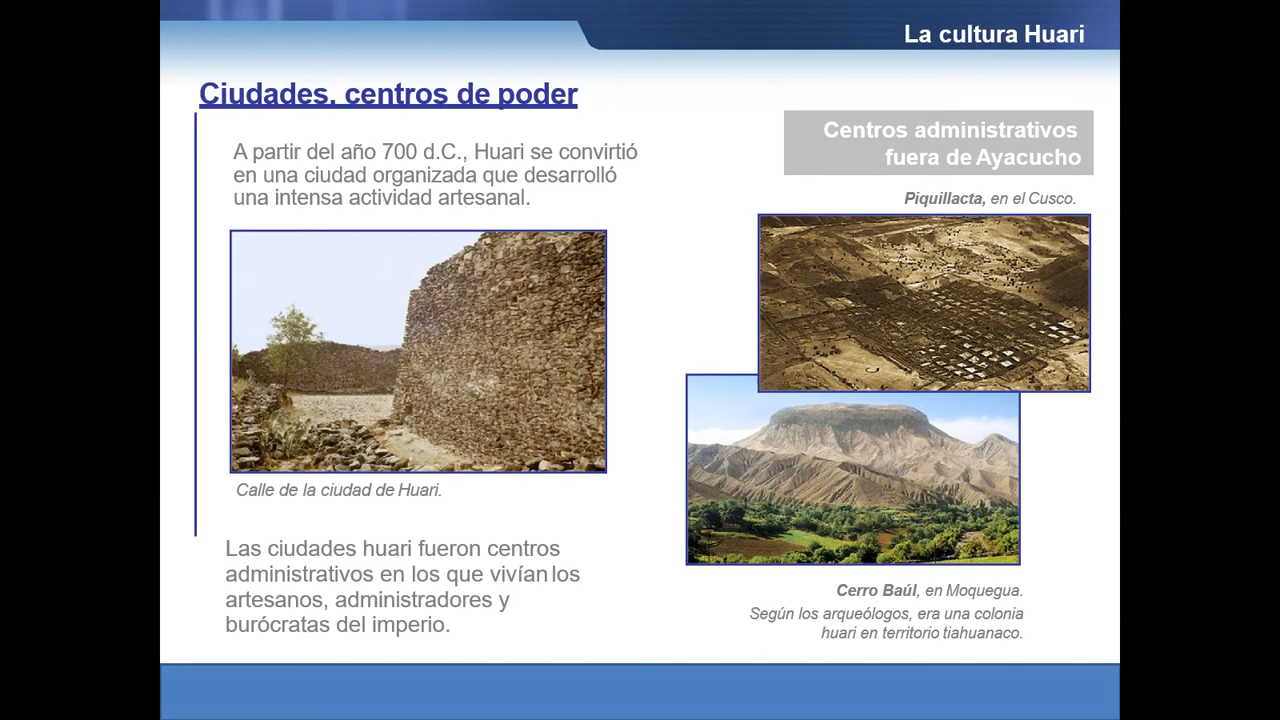 La cultura Huari
Ciudades, centros de poder
A partir del año 700 d.C., Huari se convirtió
en una ciudad organizada que desarrolló
una intensa actividad artesanal.
Calle de la ciudad de Huari.
Las ciudades huari fueron centros
administrativos en los que vivían los
artesanos, administradores y
burócratas del imperio.
Centros administrativos
fuera de Ayacucho
Piquillacta, en el Cusco.
Cerro Baúl, en Moquegua.
Según los arqueólogos, era una colonia
huari en territorio tiahuanaco.